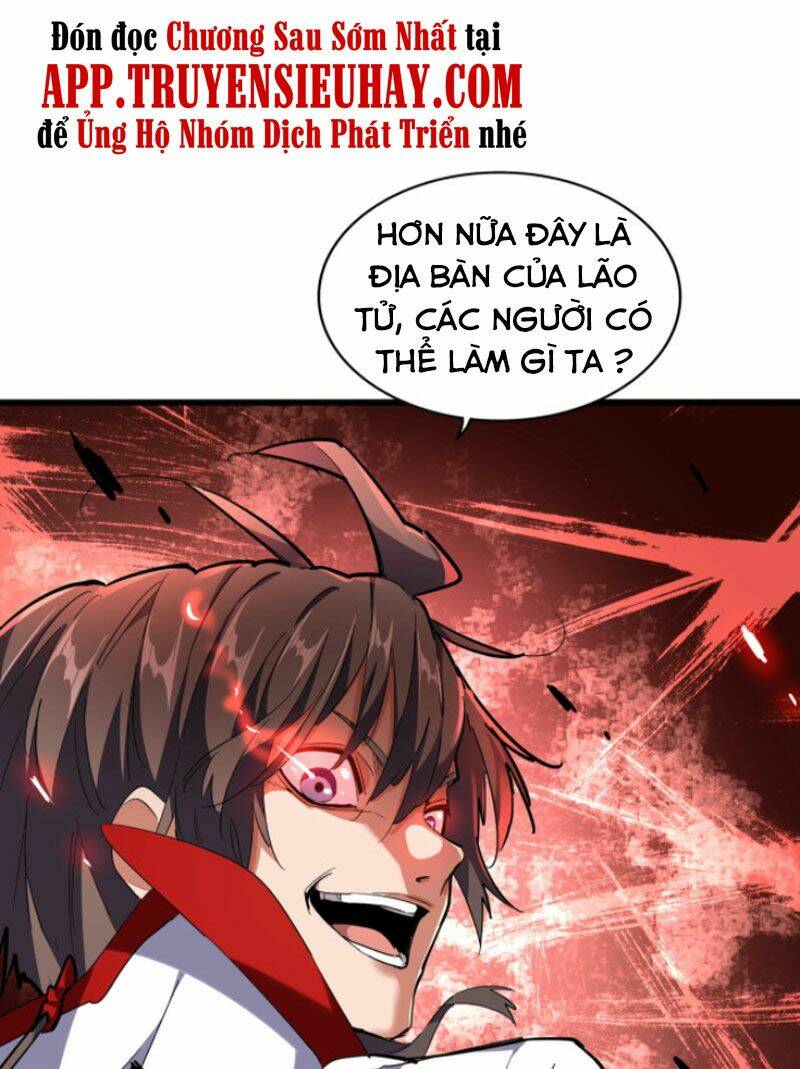 Đón đọc Chương Sau Sớm Nhất tại
APP.TRUYENSIEUHAY.COM
để Ủng Hộ Nhóm Dịch Phát Triển nhé
HƠN NỮA ĐÂY LÀ
ĐỊA BÀN CỦA LÃO
TỬ, CÁC NGƯỜI CÓ
THỂ LÀM GÌ TA ?